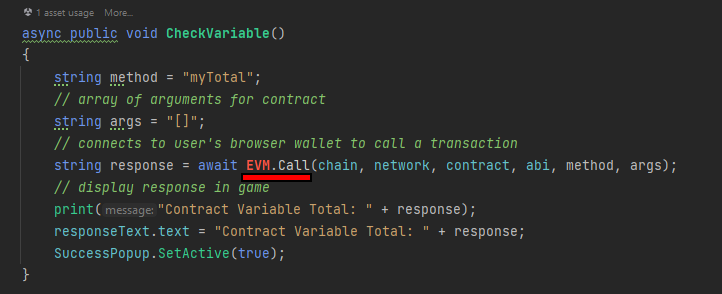 1 asset usage More...
async public void CheckVariable()
{
string method = "myTotal";
// array of arguments for contract
string args = "[]";
// connects to user's browser wallet to call a transaction
string response = await EVM.Call(chain, network, contract, abi, method, args);
// display response in game
print( message: "Contract Variable Total: " + response);
responseText.text = "Contract Variable Total: " + response;
SuccessPopup.SetActive(true);
}